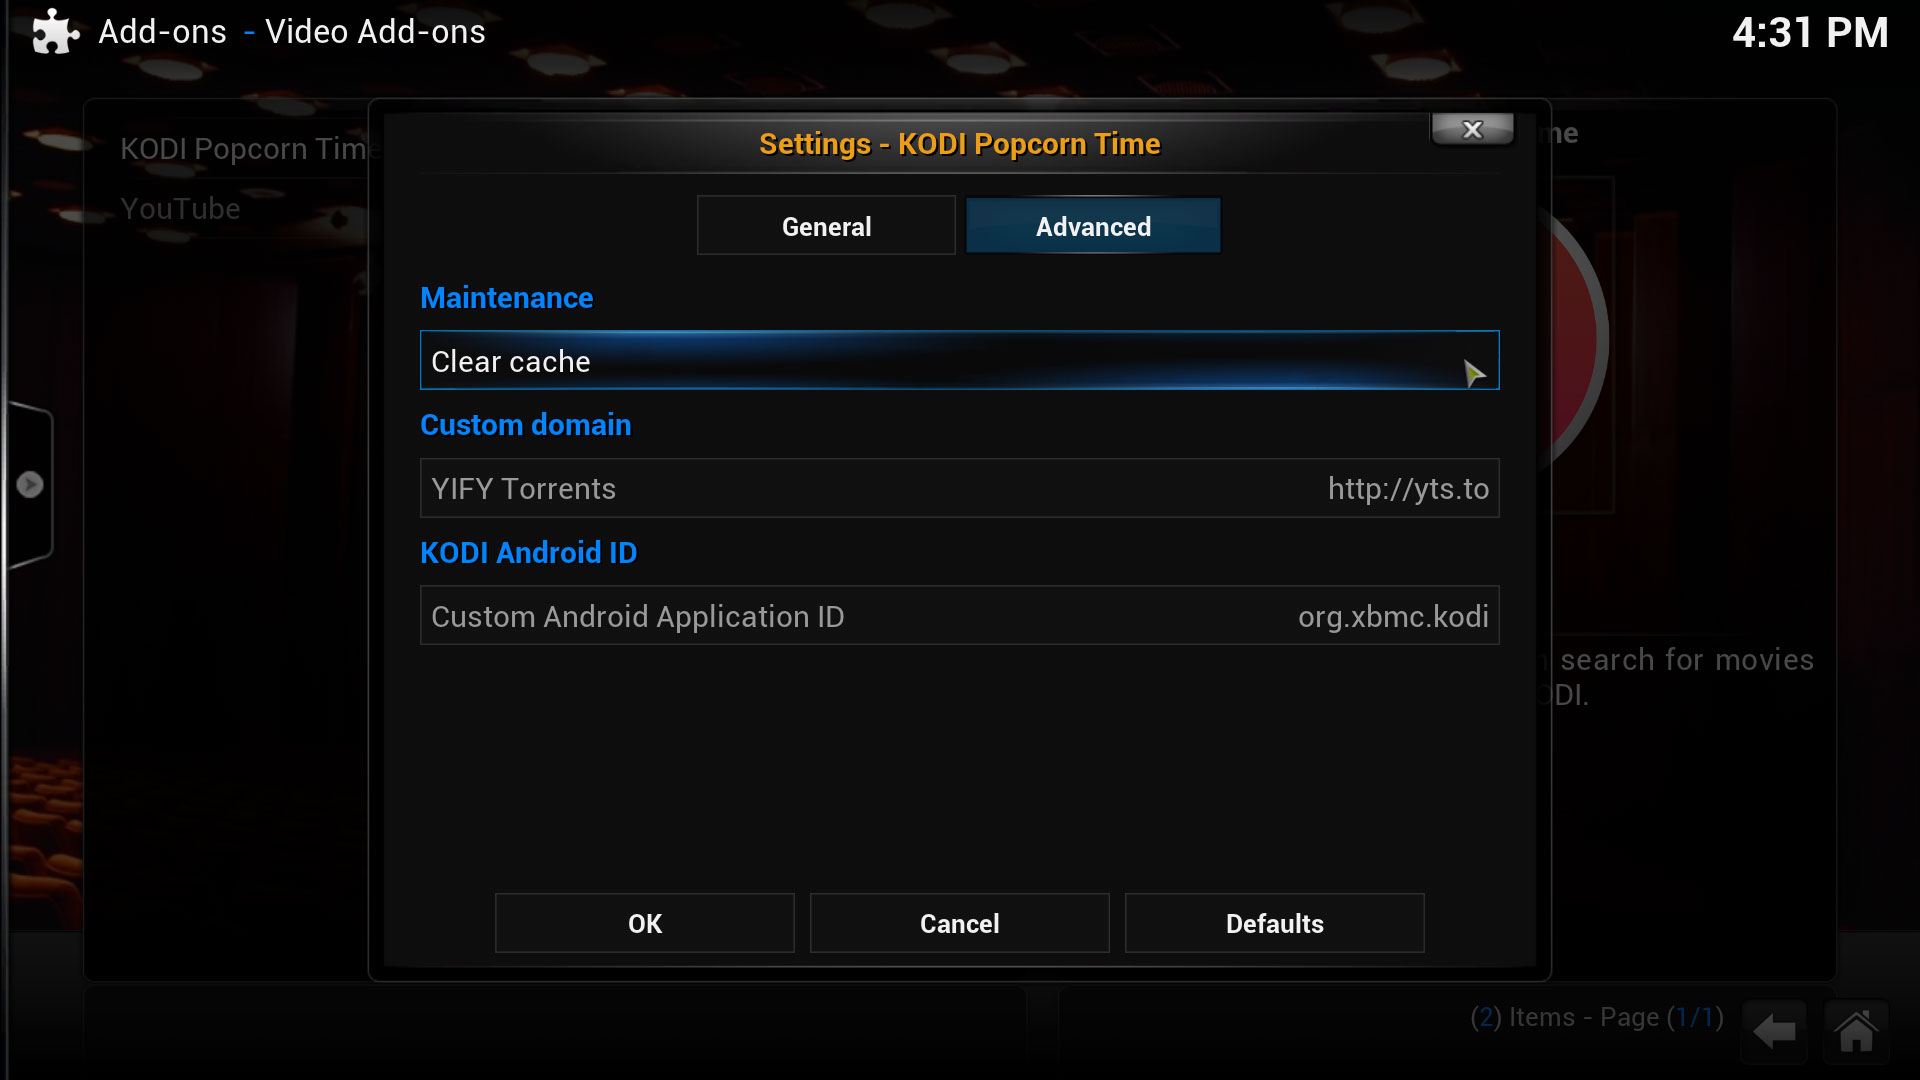 Add-ons - Video Add-ons
4:31 PM
KODI Popcorn Time
YouTube
Settings - KODI Popcorn Time
x
me
General
Advanced
Maintenance
Clear cache
Custom domain
YIFY Torrents http://yts.to
KODI Android ID
Custom Android Application ID org.xbmc.kodi
search for movies
ODI.
OK
Cancel
Defaults
(2) Items - Page (1/1)